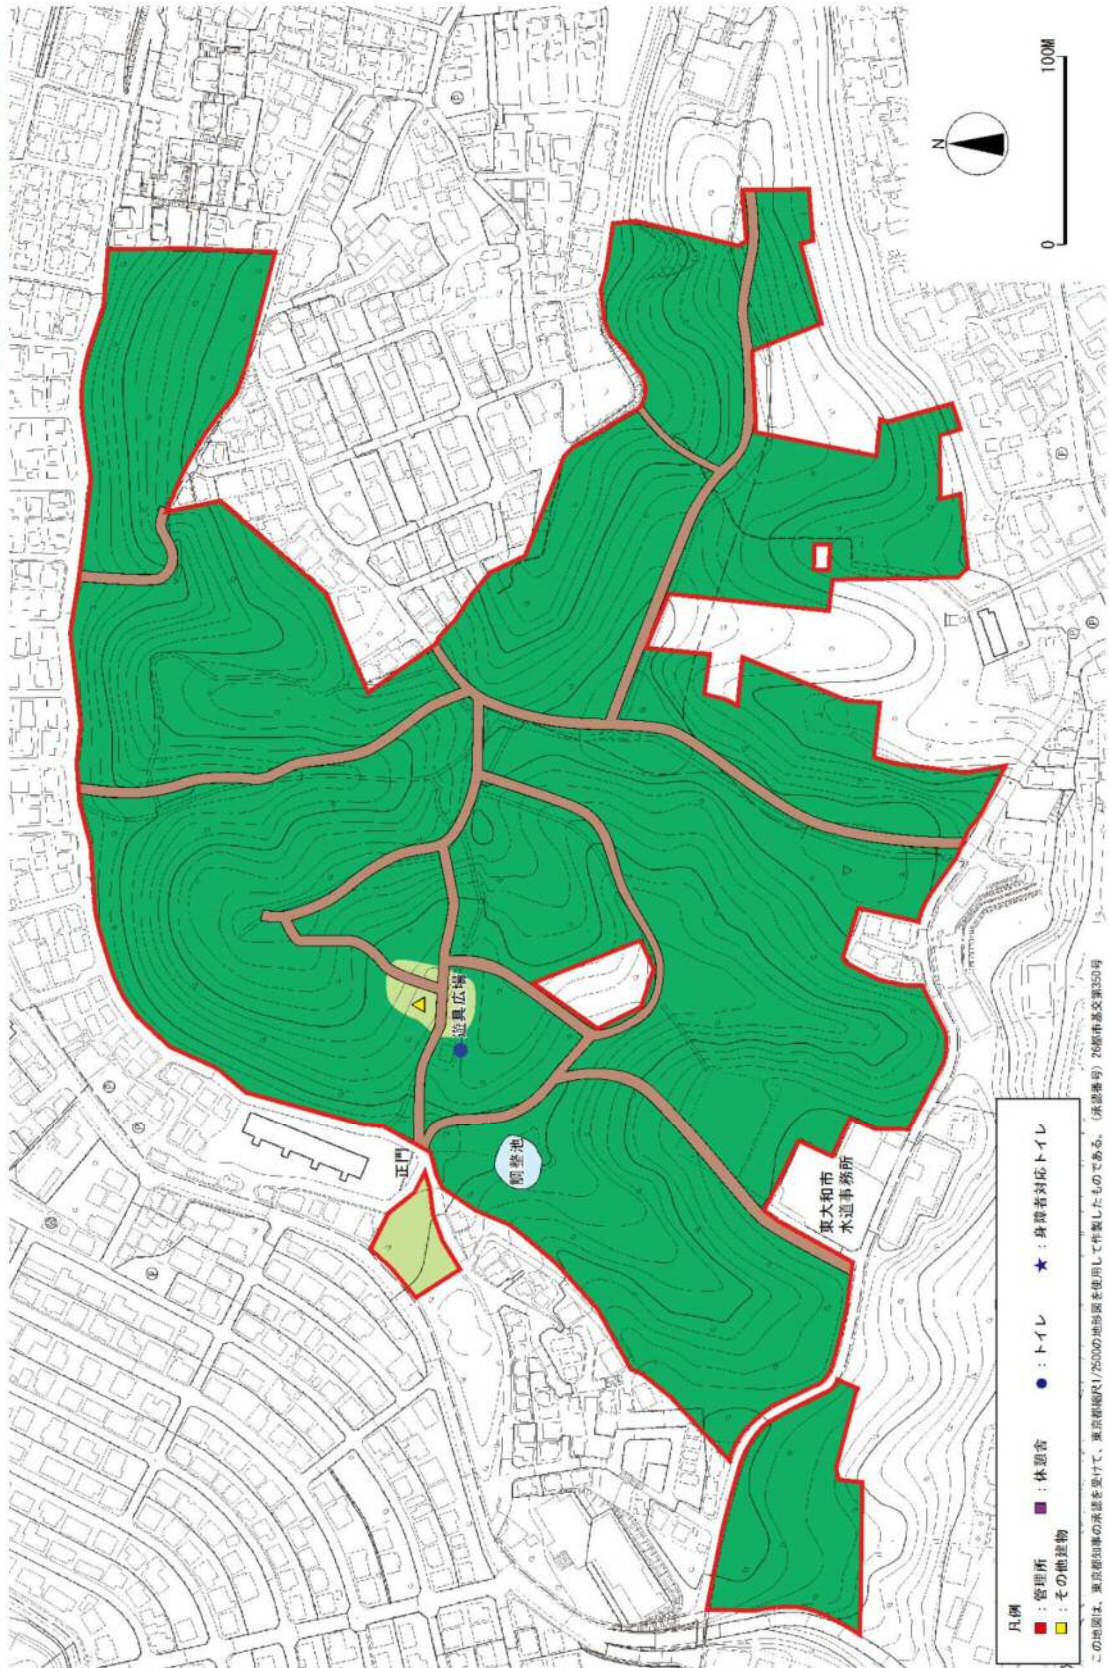 N
0 100M
正門
遊具広場
調整池
東大和市
水道事務所
凡例
■ : 管理所 ■ : 休憩舎 ● : トイレ ★ : 身障者対応トイレ
■ : その他建物
この地図は、東京都知事の承認を受けて、東京都縮尺1/2500の地形図を使用して作製したものである。 (承認番号) 26都市基交第350号